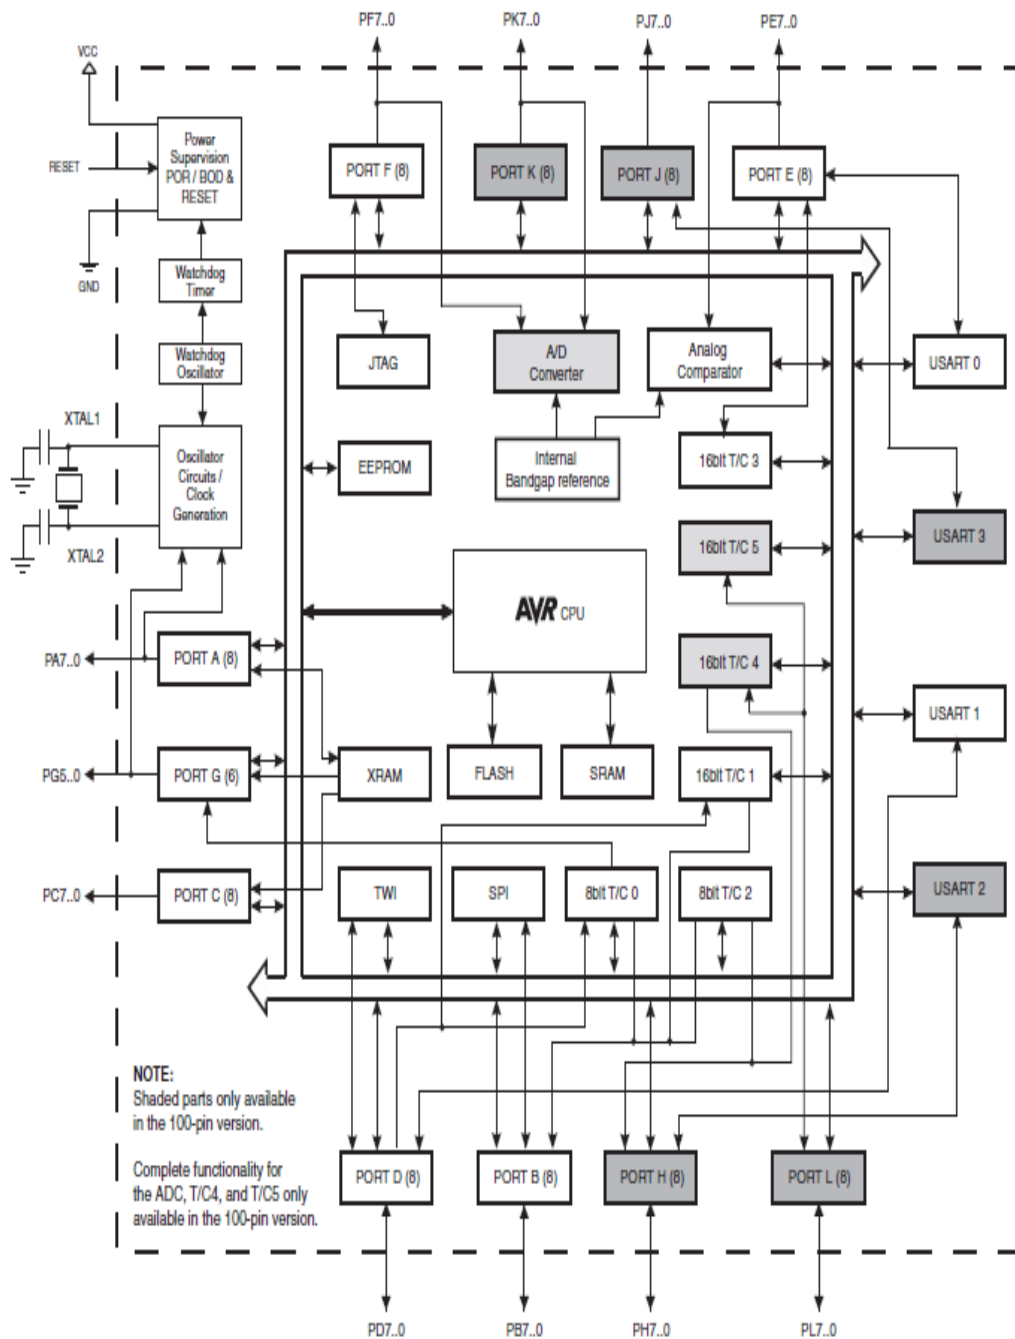 PF7..0
PK7..0
PJ7..0
PE7..0
VCC
RESET
GND
Power
Supervision
POR / BOD &
RESET
PORT F (8)
PORT K (8)
PORT J (8)
PORT E (8)
Watchdog
Timer
Watchdog
Oscillator
JTAG
A/D
Converter
Analog
Comparator
USART 0
XTAL1
XTAL2
Oscillator
Circuits /
Clock
Generation
EEPROM
Internal
Bandgap reference
16bit T/C 3
16bit T/C 5
USART 3
AVR CPU
PA7..0
PORT A (8)
16bit T/C 4
USART 1
PG5..0
PORT G (6)
XRAM
FLASH
SRAM
16bit T/C 1
PC7..0
PORT C (8)
TWI
SPI
8bit T/C 0
8bit T/C 2
USART 2
NOTE:
Shaded parts only available
in the 100-pin version.
Complete functionality for
the ADC, T/C4, and T/C5 only
available in the 100-pin version.
PORT D (8)
PORT B (8)
PORT H (8)
PORT L (8)
PD7..0
PB7..0
PH7..0
PL7..0